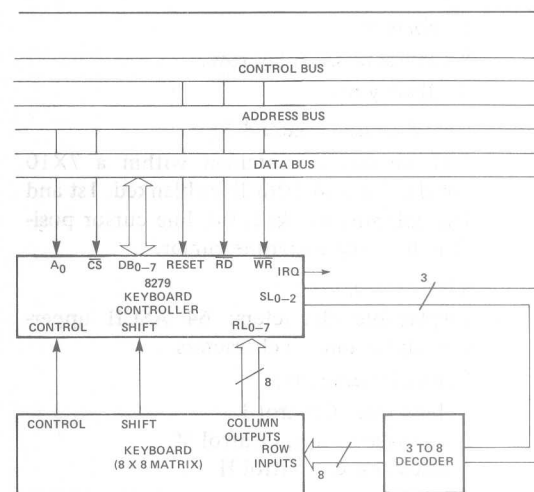 CONTROL BUS
ADDRESS BUS
DATA BUS
A0 CS DB0-7 RESET RD WR
IRQ
8279
KEYBOARD
CONTROLLER
SL0-2
3
CONTROL SHIFT RL0-7
8
CONTROL SHIFT COLUMN
OUTPUTS
ROW
INPUTS
KEYBOARD
(8 X 8 MATRIX)
8
3 TO 8
DECODER